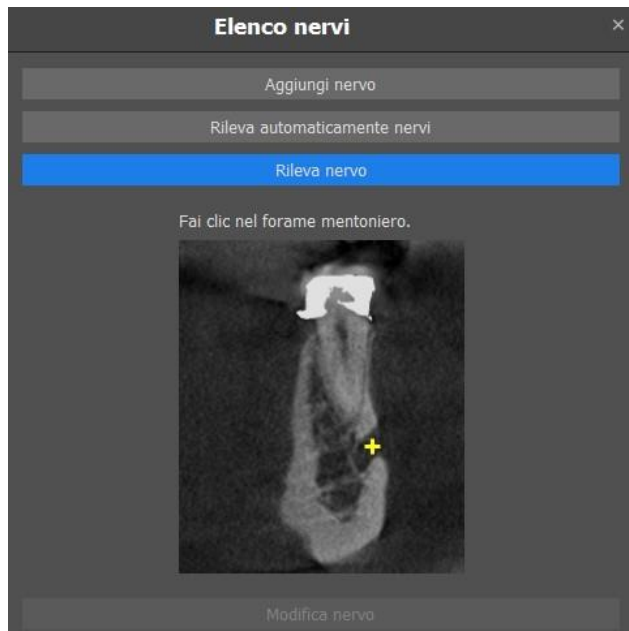 Elenco nervi
×
Aggiungi nervo
Rileva automaticamente nervi
Rileva nervo
Fai clic nel forame mentoniero.
Modifica nervo